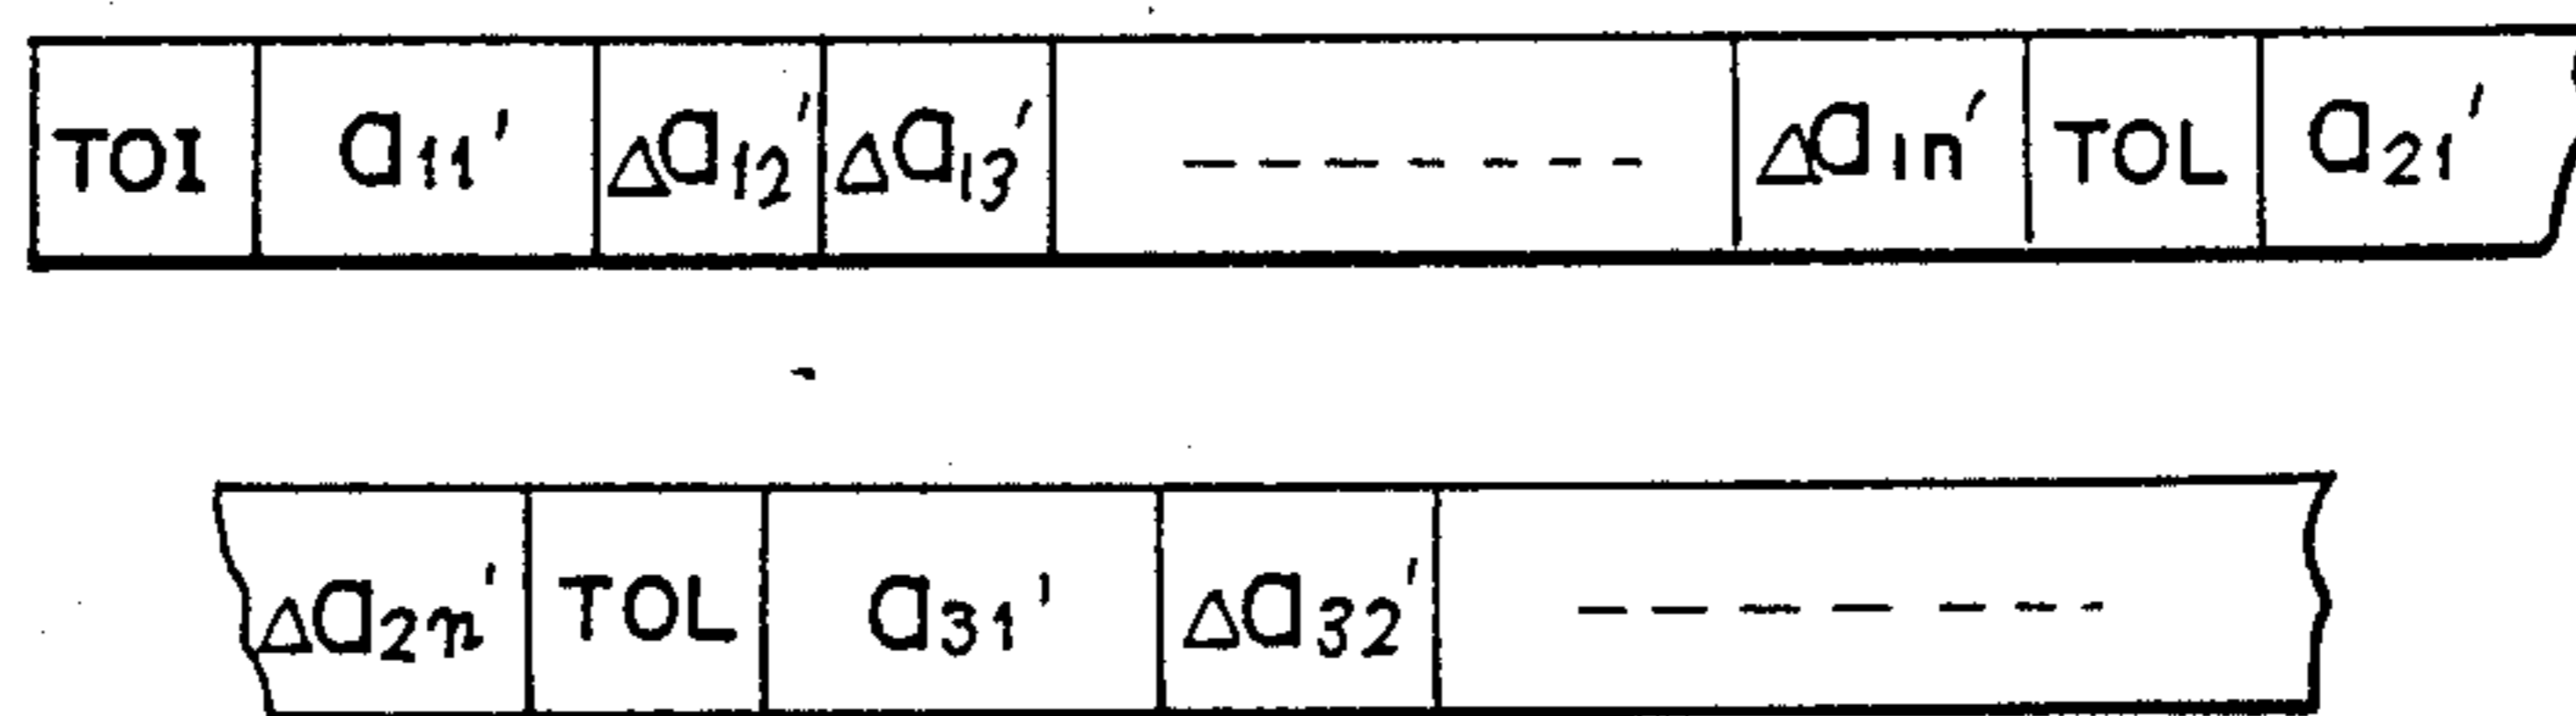 TOI a₁₁′ Δa₁₂′ Δa₁₃′ ------- Δa₁ₙ′ TOL a₂₁′
Δa₂ₙ′ TOL a₃₁′ Δa₃₂′ -------